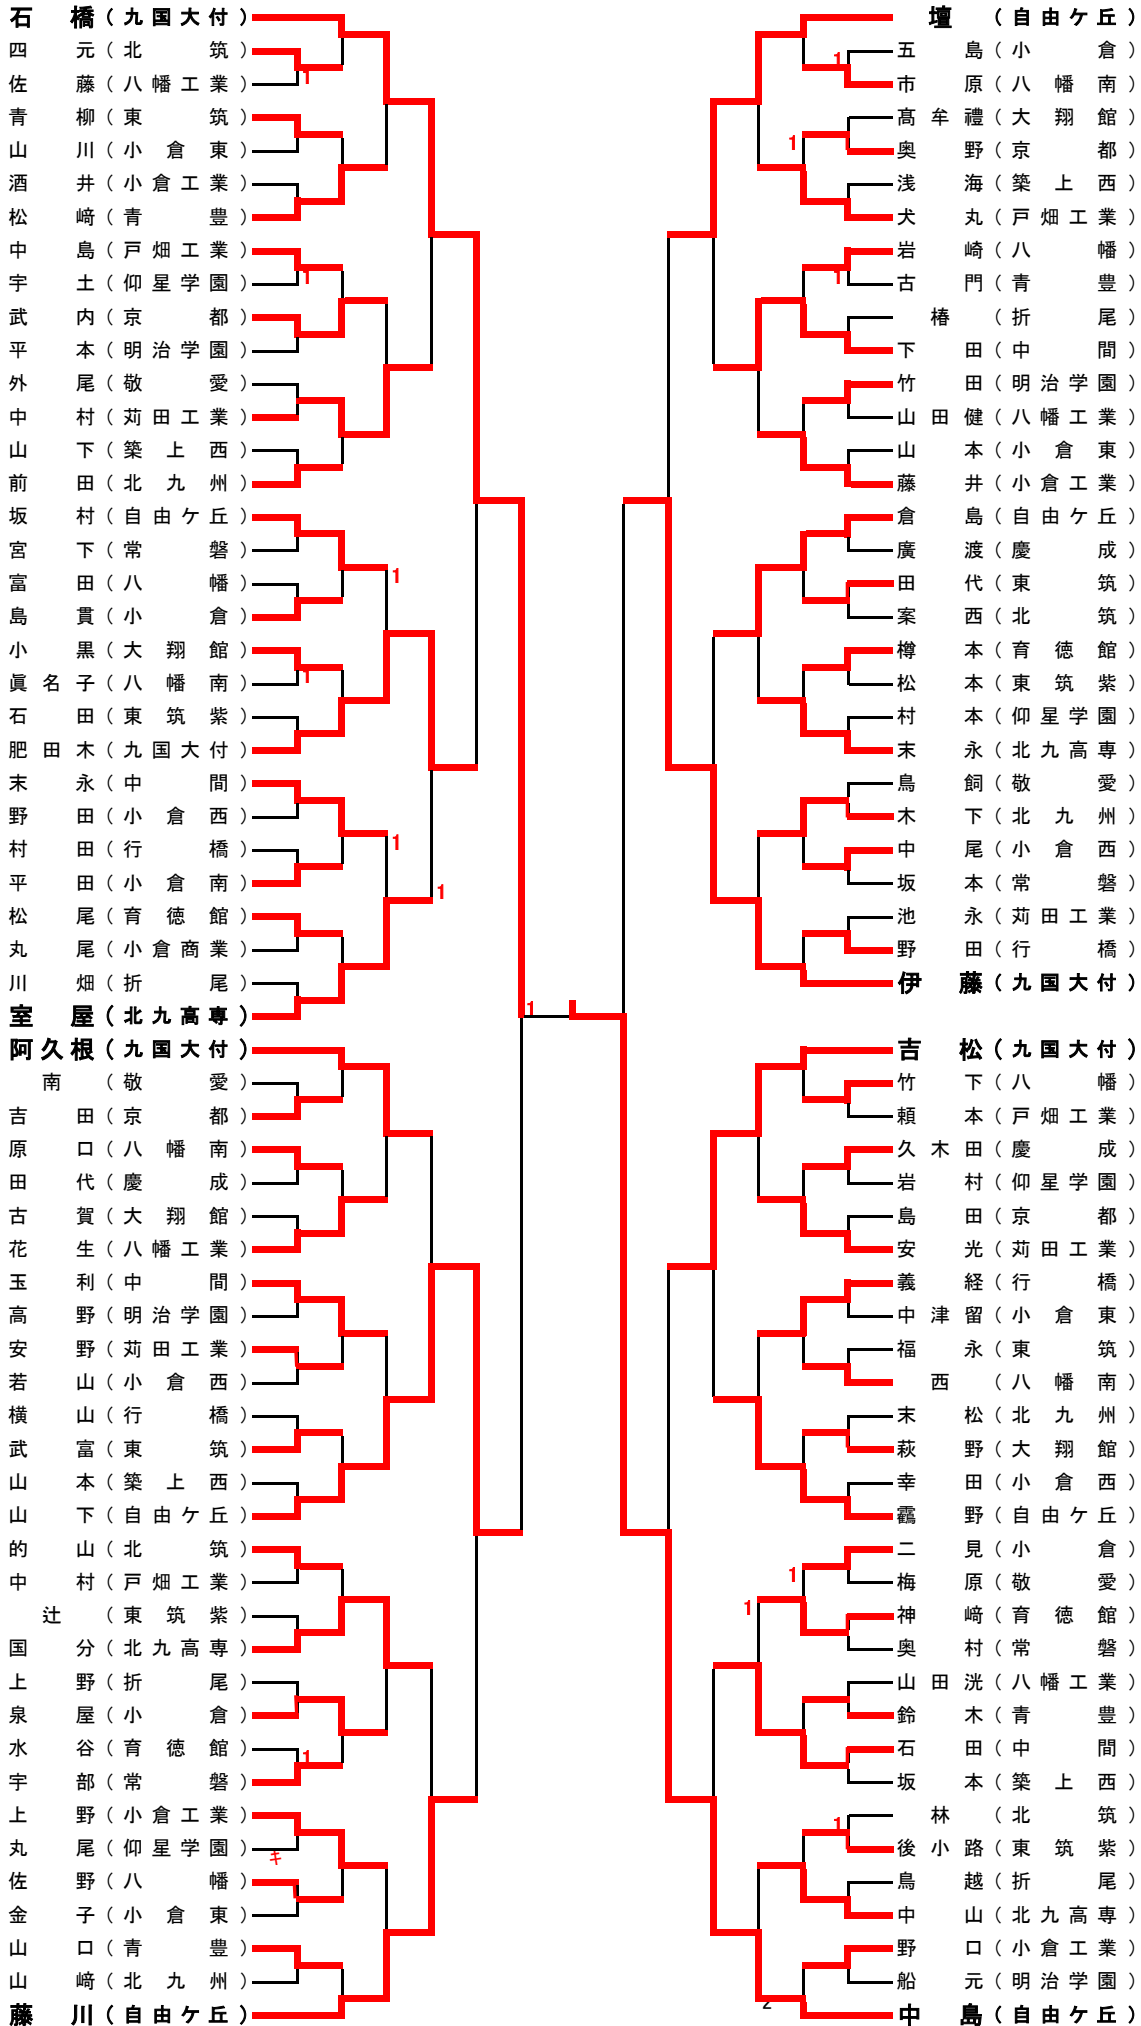 石橋（九国大付）
四元（北筑）
1
佐藤（八幡工業）
青柳（東筑）
山川（小倉東）
酒井（小倉工業）
松﨑（青豊）
中島（戸畑工業）
1
宇土（仰星学園）
武内（京都）
平本（明治学園）
外尾（敬愛）
中村（苅田工業）
山下（築上西）
前田（北九州）
坂村（自由ケ丘）
宮下（常磐）
1
富田（八幡）
島貫（小倉）
小黒（大翔館）
1
眞名子（八幡南）
石田（東筑紫）
肥田木（九国大付）
末永（中間）
野田（小倉西）
1
村田（行橋）
平田（小倉南）
1
松尾（育徳館）
丸尾（小倉商業）
川畑（折尾）
室屋（北九高専）
1
阿久根（九国大付）
南（敬愛）
吉田（京都）
原口（八幡南）
田代（慶成）
古賀（大翔館）
花生（八幡工業）
玉利（中間）
高野（明治学園）
安野（苅田工業）
若山（小倉西）
横山（行橋）
武富（東筑）
山本（築上西）
山下（自由ケ丘）
的山（北筑）
中村（戸畑工業）
辻（東筑紫）
国分（北九高専）
上野（折尾）
泉屋（小倉）
水谷（育徳館）
1
宇部（常磐）
上野（小倉工業）
丸尾（仰星学園）
キ
佐野（八幡）
金子（小倉東）
山口（青豊）
山﨑（北九州）
藤川（自由ケ丘）
壇（自由ケ丘）
五島（小倉）
1
市原（八幡南）
髙牟禮（大翔館）
1
奥野（京都）
浅海（築上西）
犬丸（戸畑工業）
岩崎（八幡）
1
古門（青豊）
椿（折尾）
下田（中間）
竹田（明治学園）
山田健（八幡工業）
山本（小倉東）
藤井（小倉工業）
倉島（自由ケ丘）
廣渡（慶成）
田代（東筑）
案西（北筑）
樽本（育徳館）
松本（東筑紫）
村本（仰星学園）
末永（北九高専）
鳥飼（敬愛）
木下（北九州）
中尾（小倉西）
坂本（常磐）
池永（苅田工業）
野田（行橋）
伊藤（九国大付）
吉松（九国大付）
竹下（八幡）
頼本（戸畑工業）
久木田（慶成）
岩村（仰星学園）
島田（京都）
安光（苅田工業）
義経（行橋）
中津留（小倉東）
福永（東筑）
西（八幡南）
末松（北九州）
萩野（大翔館）
幸田（小倉西）
靏野（自由ケ丘）
二見（小倉）
1
梅原（敬愛）
1
神﨑（育徳館）
奥村（常磐）
山田洸（八幡工業）
鈴木（青豊）
石田（中間）
坂本（築上西）
林（北筑）
1
後小路（東筑紫）
鳥越（折尾）
中山（北九高専）
野口（小倉工業）
船元（明治学園）
2
中島（自由ケ丘）